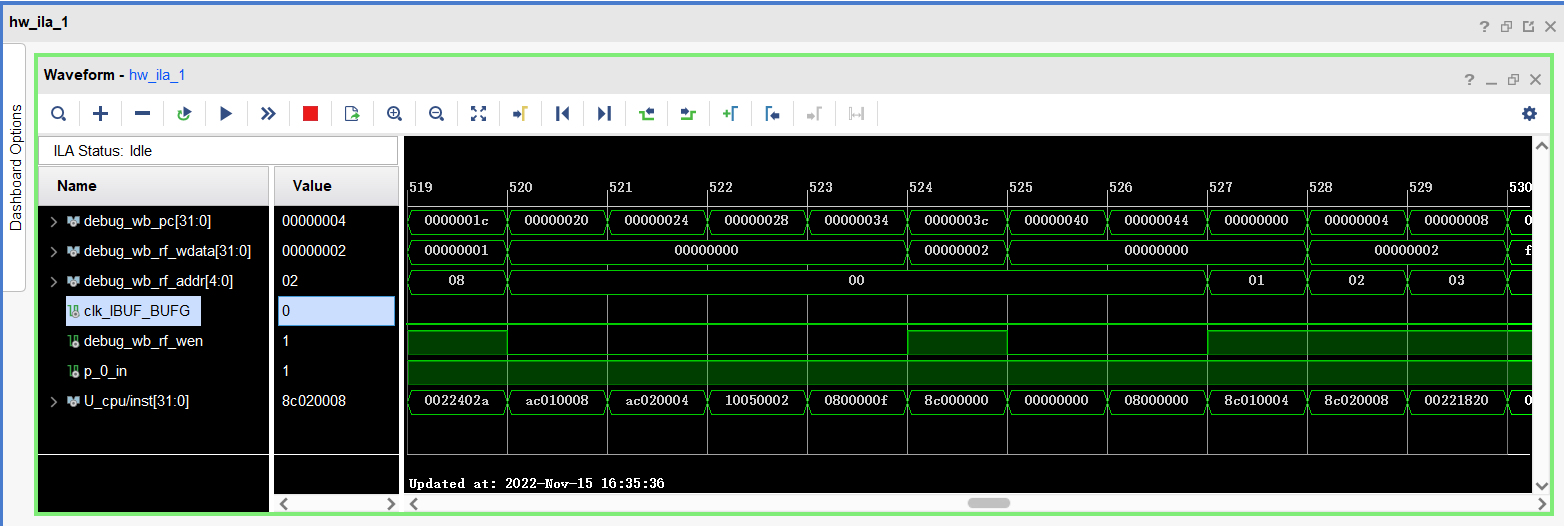 hw_ila_1
Dashboard Options
Waveform - hw_ila_1
ILA Status: Idle
Name Value
519 520 521 522 523 524 525 526 527 528 529 530
debug_wb_pc[31:0] 00000004 0000001c 00000020 00000024 00000028 00000034 0000003c 00000040 00000044 00000000 00000004 00000008 0
debug_wb_rf_wdata[31:0] 00000002 00000001 00000000 00000002 00000000 00000002 f
debug_wb_rf_addr[4:0] 02 08 00 01 02 03
clk_IBUF_BUFG 0
debug_wb_rf_wen 1
p_0_in 1
U_cpu/inst[31:0] 8c020008 0022402a ac010008 ac020004 10050002 0800000f 8c000000 00000000 08000000 8c010004 8c020008 00221820 0
Updated at: 2022-Nov-15 16:35:36